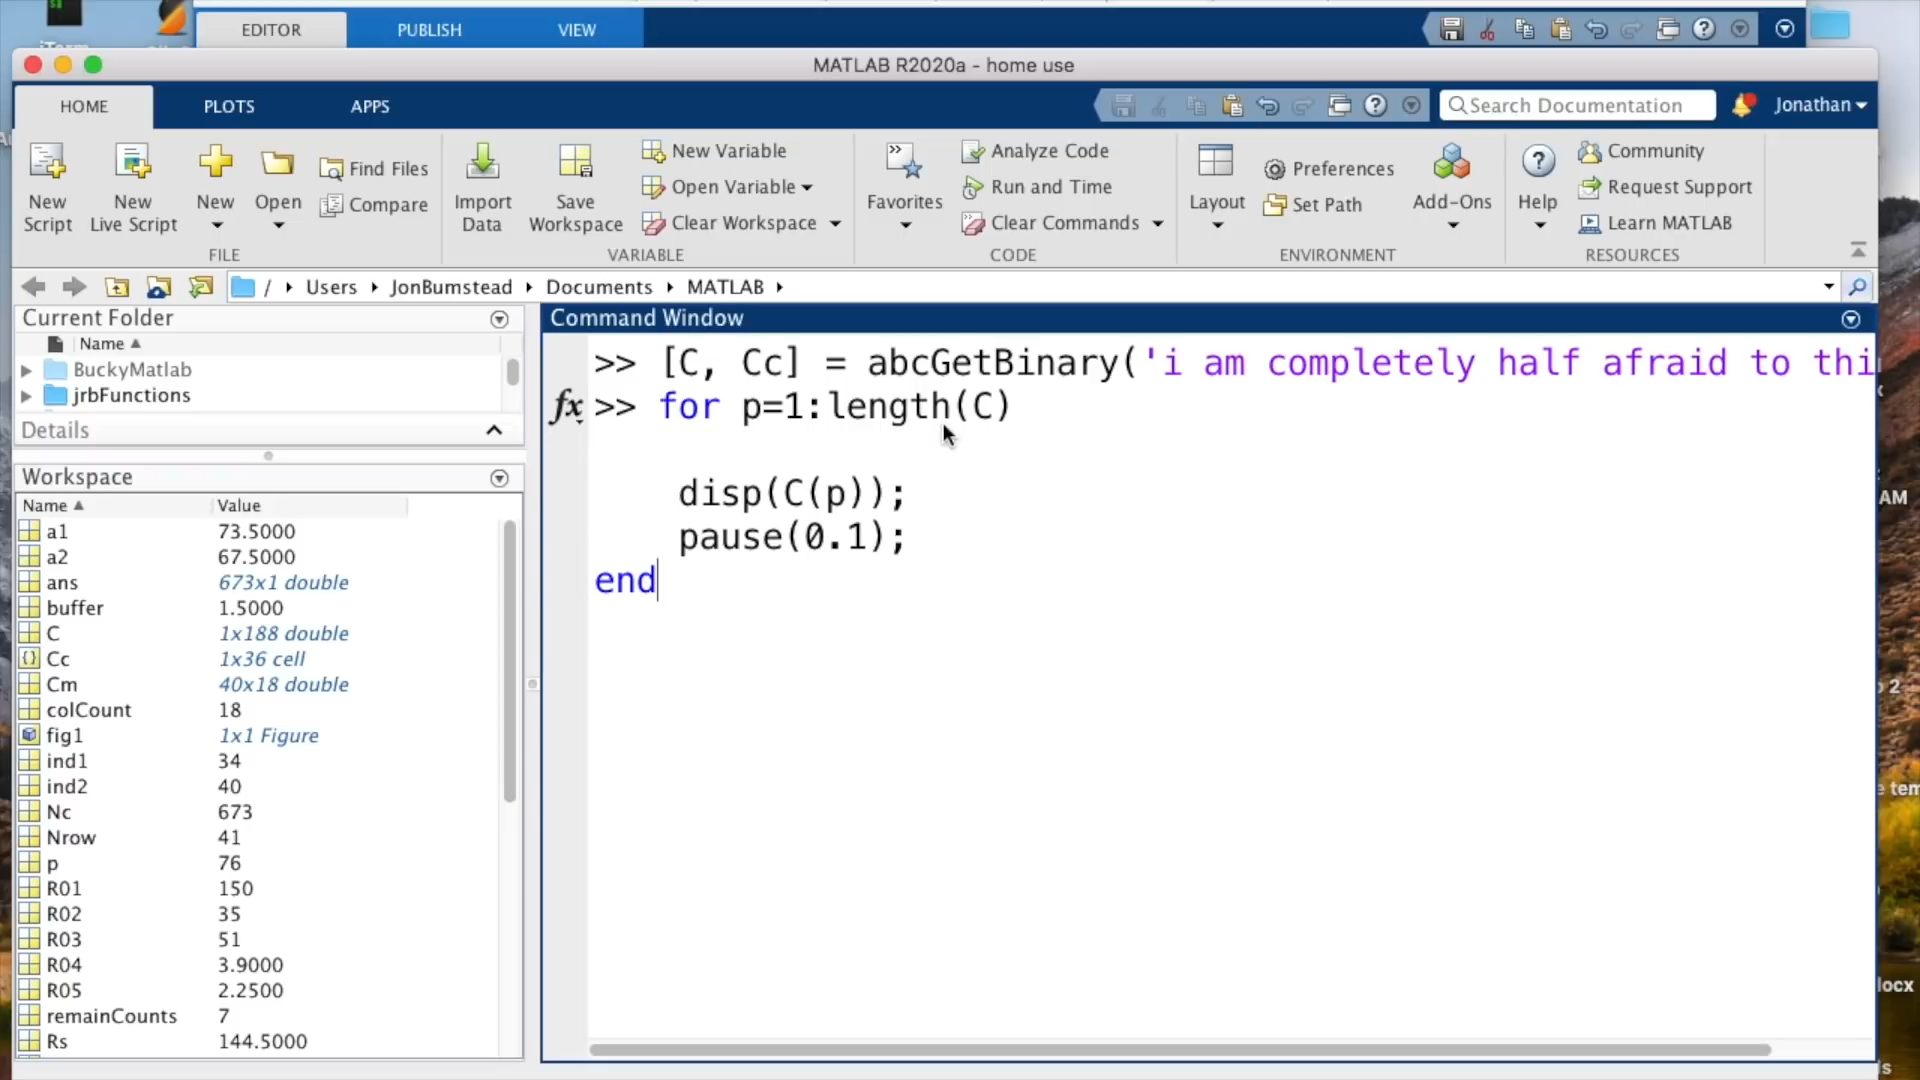 EDITOR PUBLISH VIEW
MATLAB R2020a - home use
HOME PLOTS APPS
Search Documentation
Jonathan
New Script
New Live Script
New
Open
Find Files
Compare
FILE
Import Data
Save Workspace
New Variable
Open Variable
Clear Workspace
VARIABLE
Favorites
Analyze Code
Run and Time
Clear Commands
CODE
Layout
Preferences
Set Path
Add-Ons
ENVIRONMENT
Help
Community
Request Support
Learn MATLAB
RESOURCES
/ Users JonBumstead Documents MATLAB
Current Folder
Name
BuckyMatlab
jrbFunctions
Details
Workspace
Name Value
a1 73.5000
a2 67.5000
ans 673x1 double
buffer 1.5000
C 1x188 double
Cc 1x36 cell
Cm 40x18 double
colCount 18
fig1 1x1 Figure
ind1 34
ind2 40
Nc 673
Nrow 41
p 76
R01 150
R02 35
R03 51
R04 3.9000
R05 2.2500
remainCounts 7
Rs 144.5000
Command Window
>> [C, Cc] = abcGetBinary('i am completely half afraid to thi
fx >> for p=1:length(C)
disp(C(p));
pause(0.1);
end
AM
2
e tem
locx